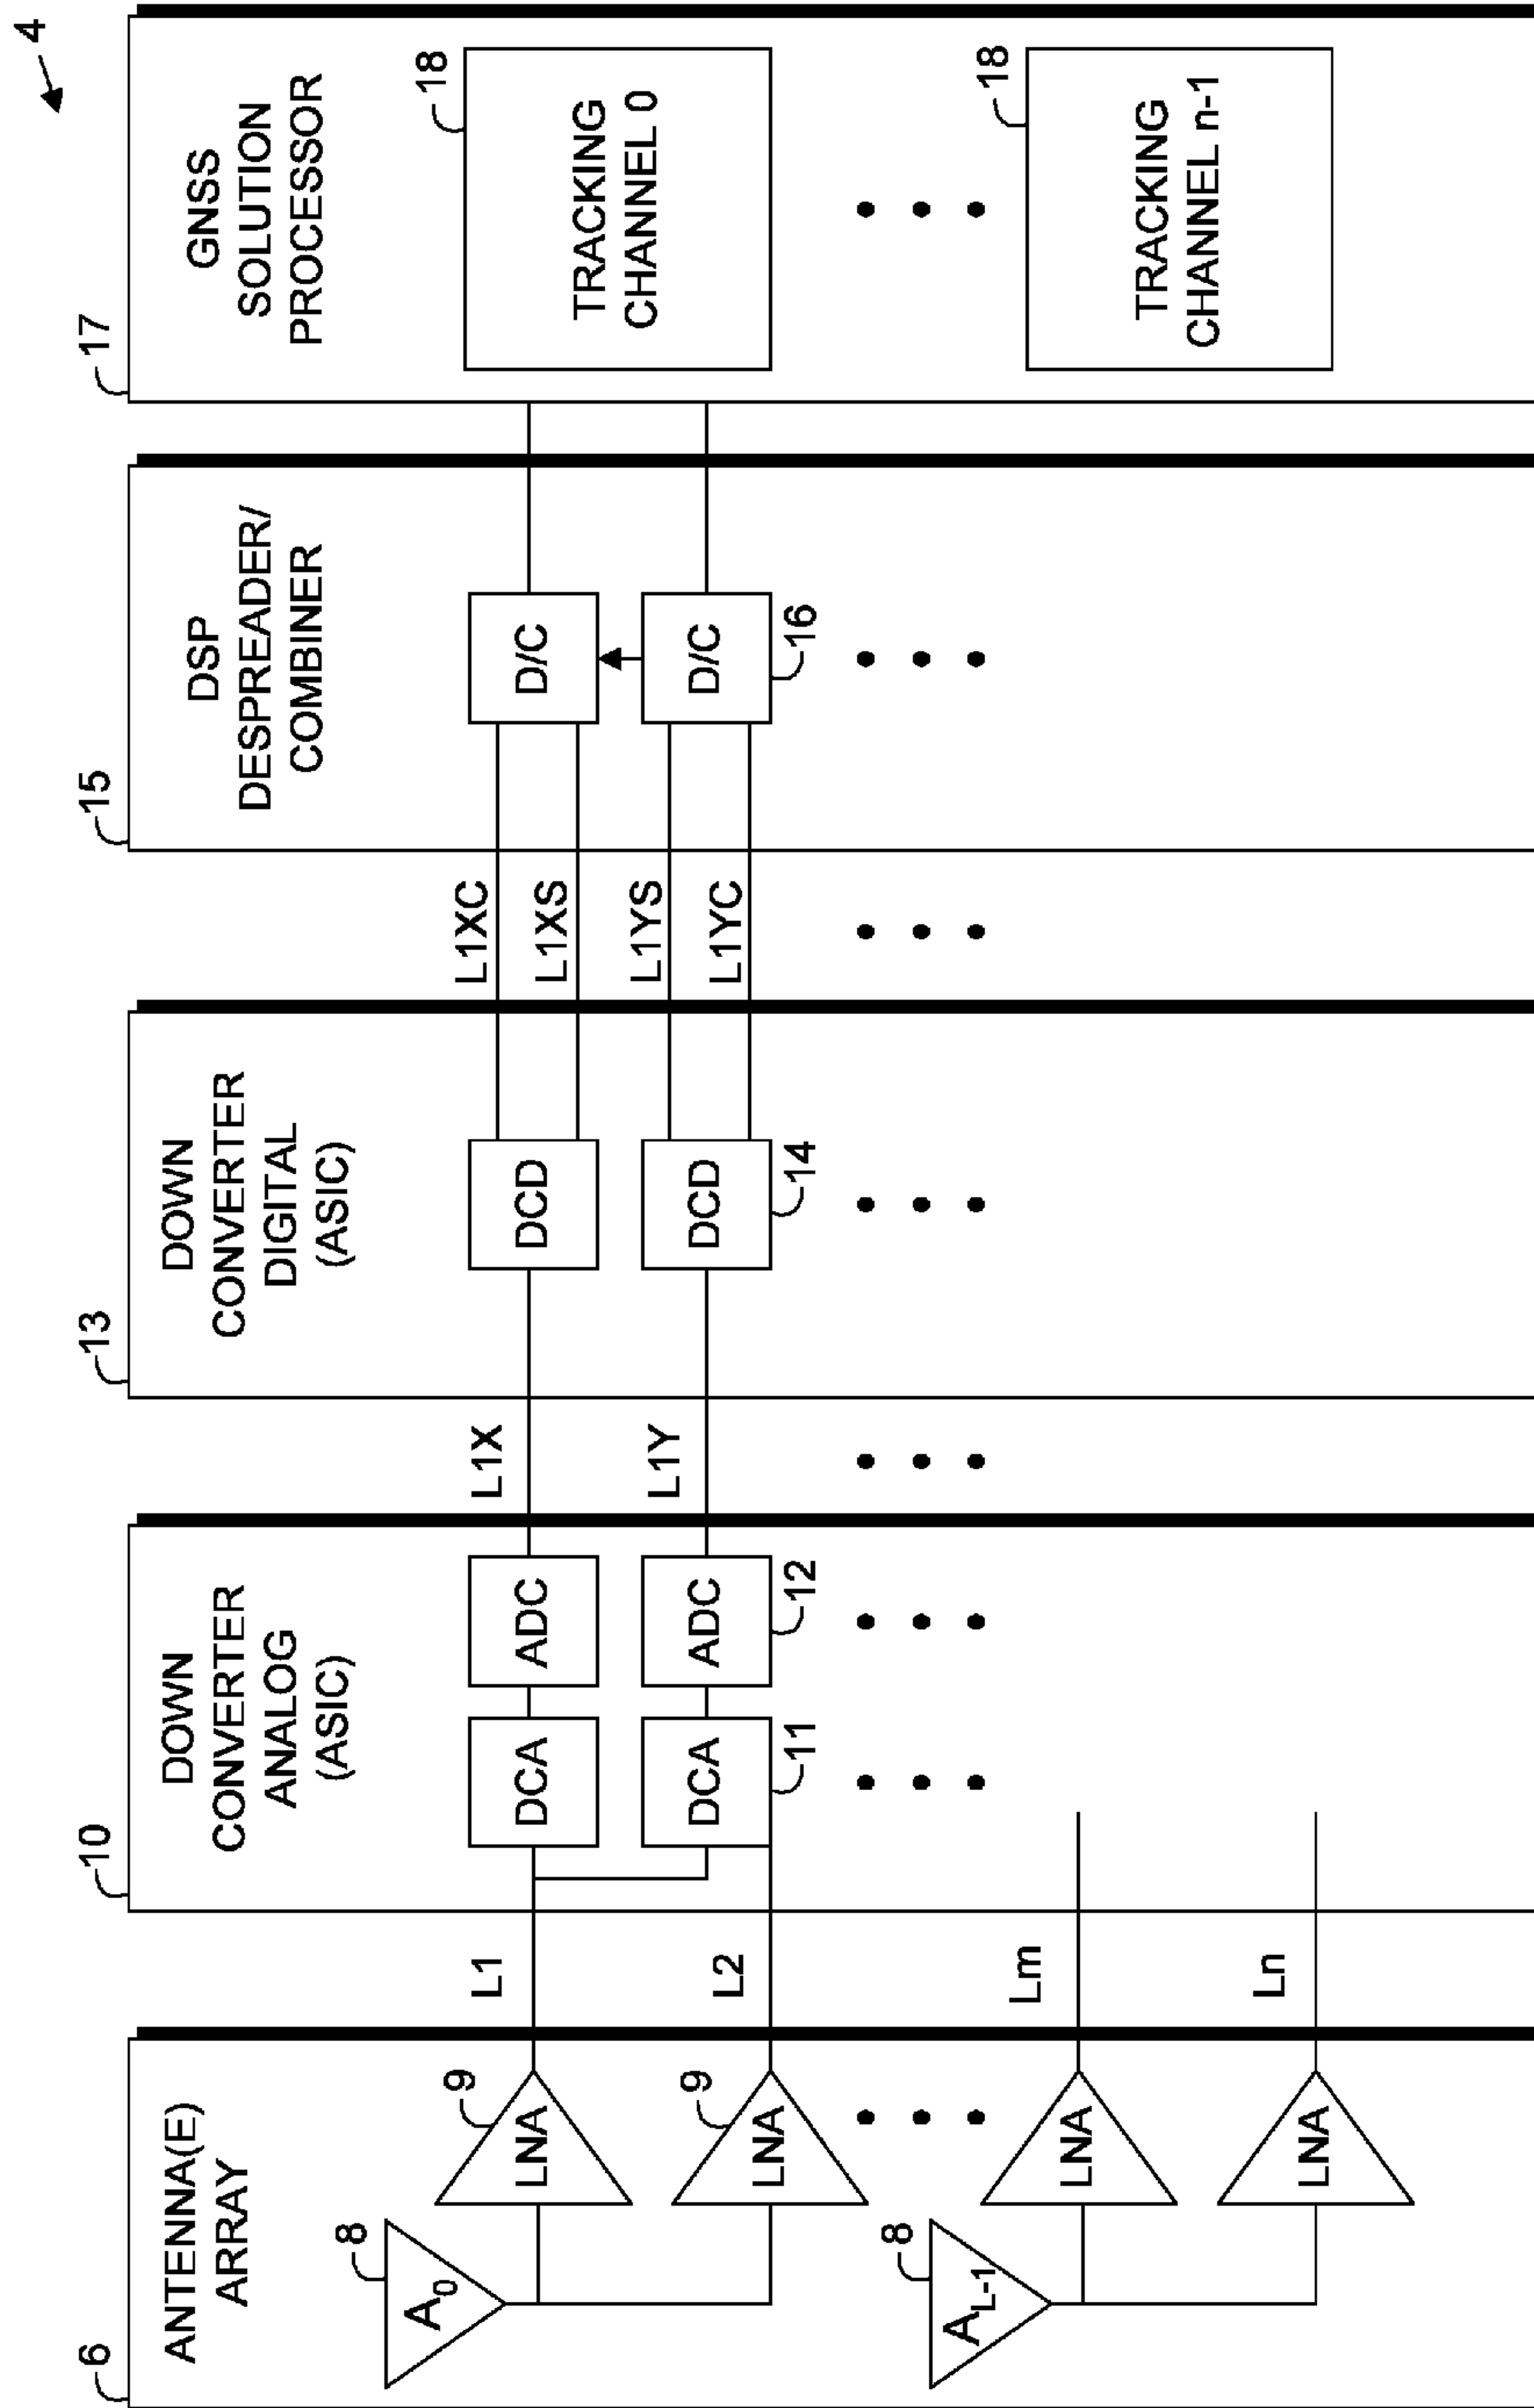 4
6
ANTENNA(E)
ARRAY
8
A0
9
LNA
9
LNA
8
AL-1
LNA
LNA
L1
L2
Lm
Ln
10
DOWN
CONVERTER
ANALOG
(ASIC)
DCA
ADC
DCA
ADC
11
12
L1X
L1Y
13
DOWN
CONVERTER
DIGITAL
(ASIC)
DCD
DCD
14
L1XC
L1XS
L1YS
L1YC
15
DSP
DESPREADER/
COMBINER
D/C
D/C
16
17
GNSS
SOLUTION
PROCESSOR
18
TRACKING
CHANNEL 0
18
TRACKING
CHANNEL n-1